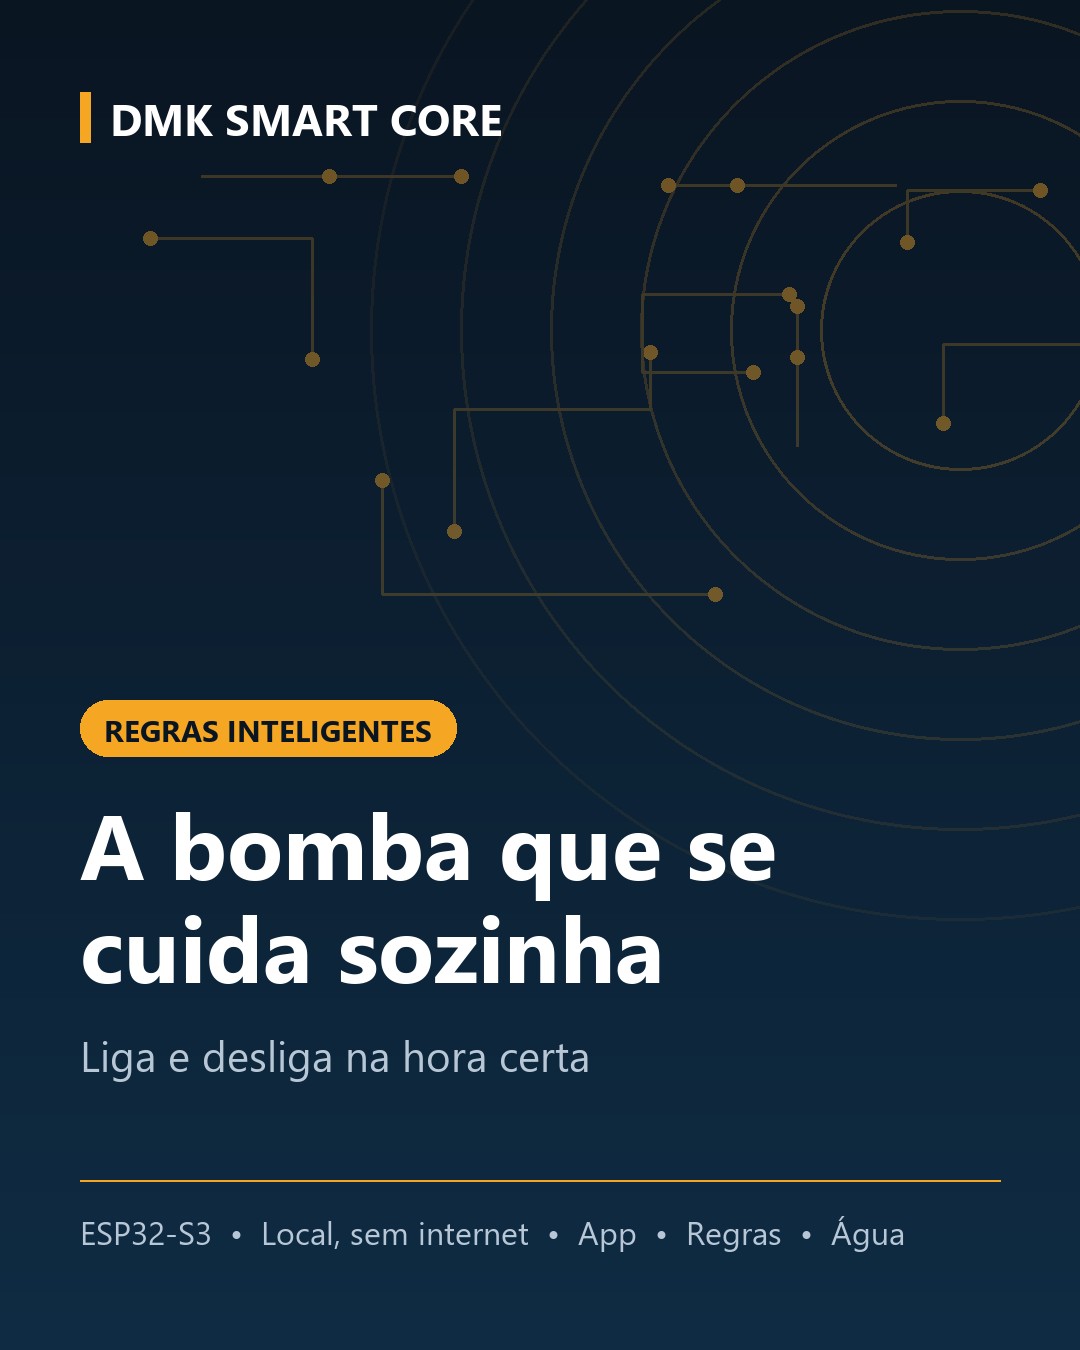 DMK SMART CORE
REGRAS INTELIGENTES
A bomba que se
cuida sozinha
Liga e desliga na hora certa
ESP32-S3 • Local, sem internet • App • Regras • Água